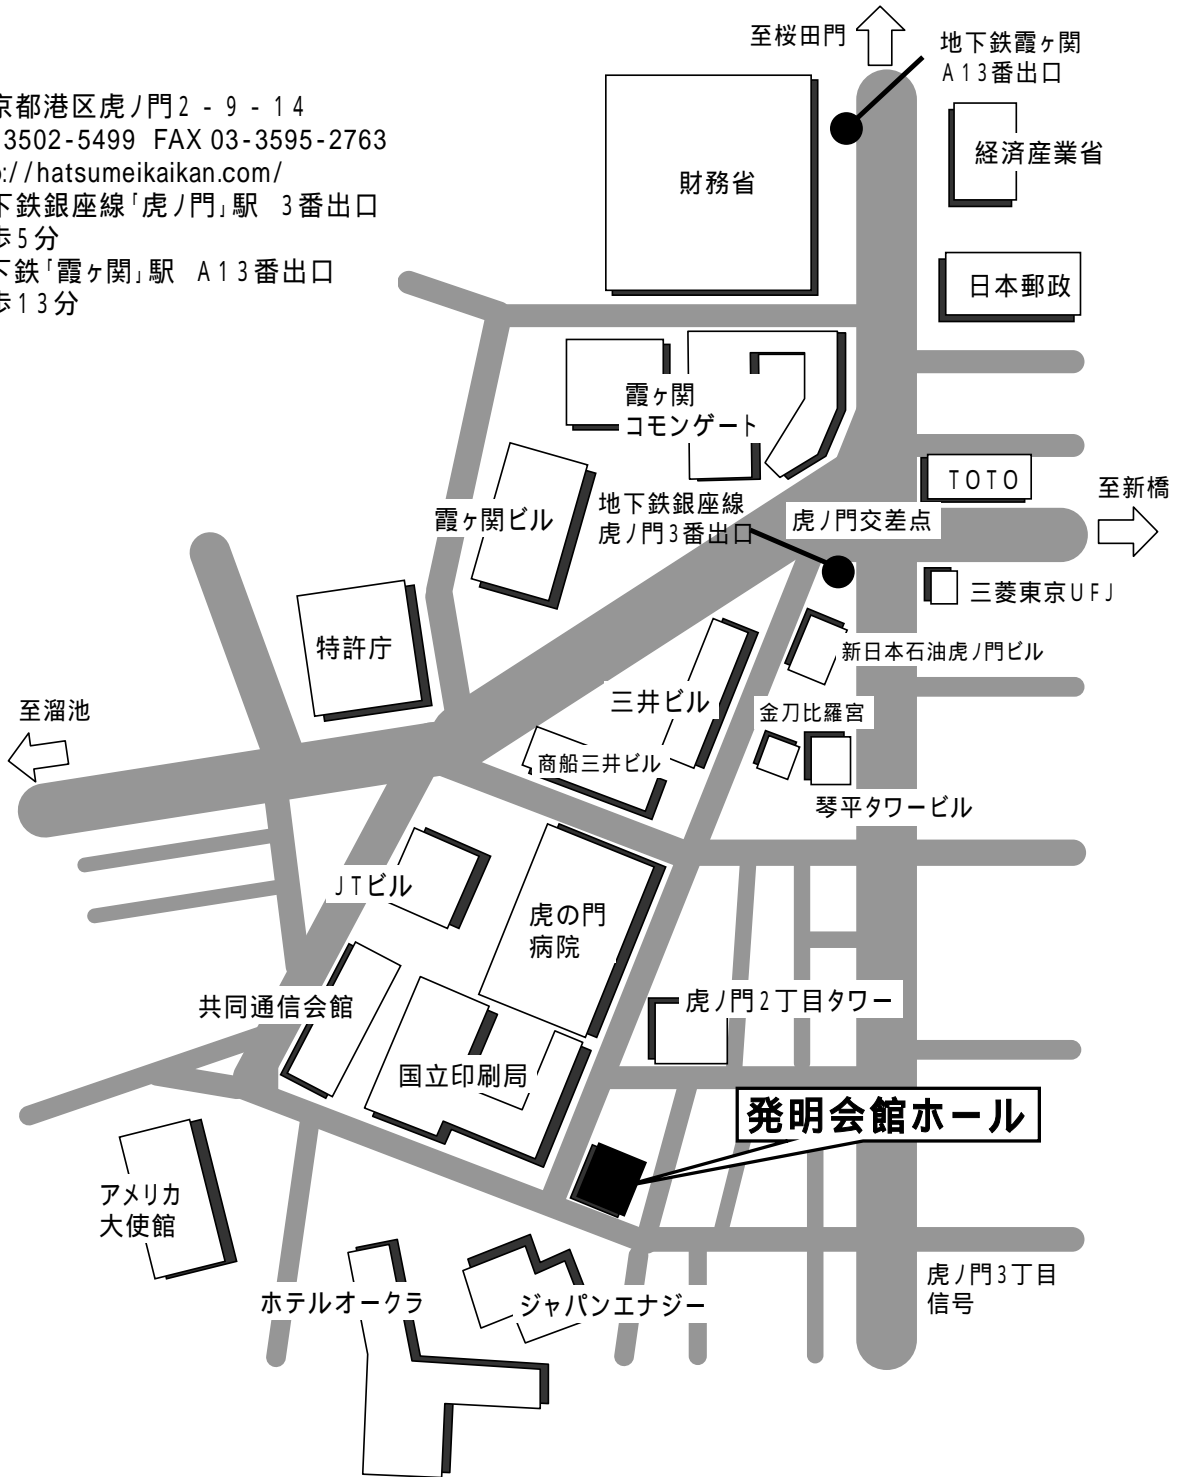 至桜田門
地下鉄霞ヶ関
A13番出口
京都港区虎ノ門2-9-14
3502-5499 FAX 03-3595-2763
://hatsumeikaikan.com/
下鉄銀座線「虎ノ門」駅 3番出口
歩5分
下鉄「霞ヶ関」駅 A13番出口
歩13分
財務省
経済産業省
日本郵政
霞ヶ関
コモンゲート
霞ヶ関ビル
地下鉄銀座線
虎ノ門3番出口
虎ノ門交差点
TOTO
至新橋
三菱東京UFJ
特許庁
新日本石油虎ノ門ビル
三井ビル
金刀比羅宮
至溜池
商船三井ビル
琴平タワービル
JTビル
虎の門
病院
共同通信会館
虎ノ門2丁目タワー
国立印刷局
発明会館ホール
アメリカ
大使館
虎ノ門3丁目
信号
ホテルオークラ
ジャパンエナジー